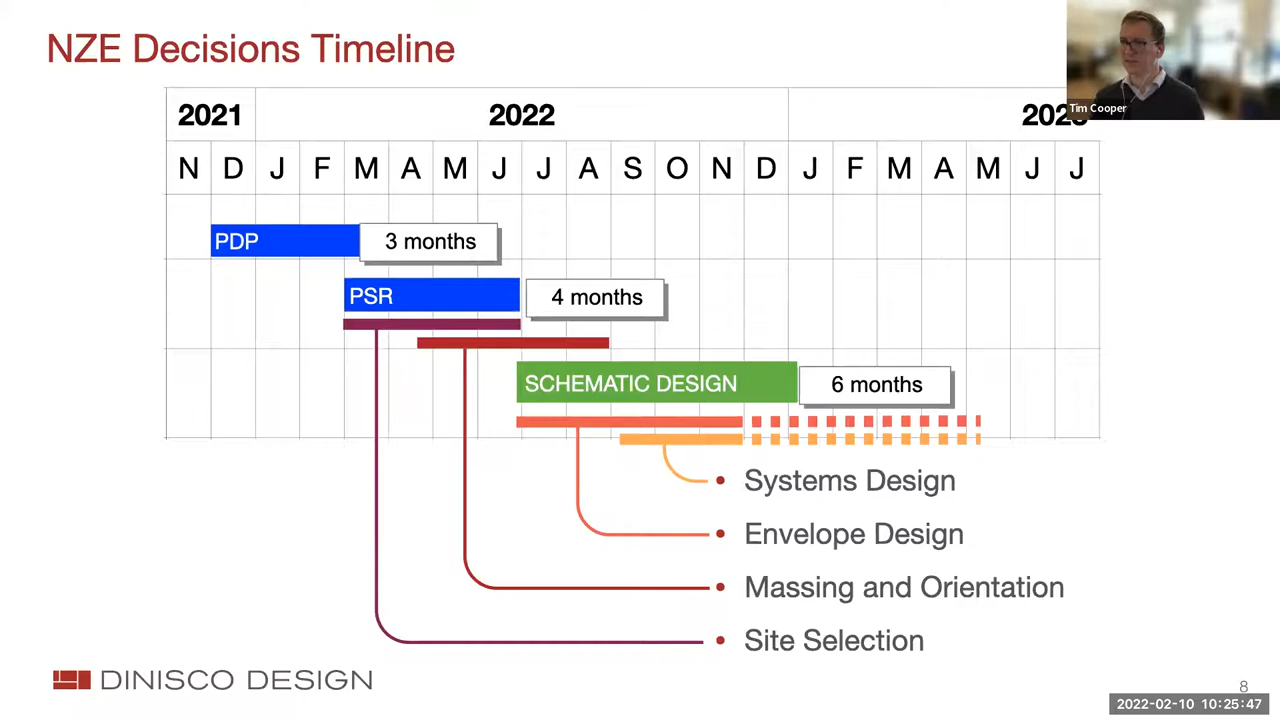 NZE Decisions Timeline
Tim Cooper
2021 2022
N D J F M A M J J A S O N D J F M A M J J
PDP 3 months
PSR 4 months
SCHEMATIC DESIGN 6 months
• Systems Design
• Envelope Design
• Massing and Orientation
• Site Selection
DINISCO DESIGN
8
2022-02-10 10:25:47